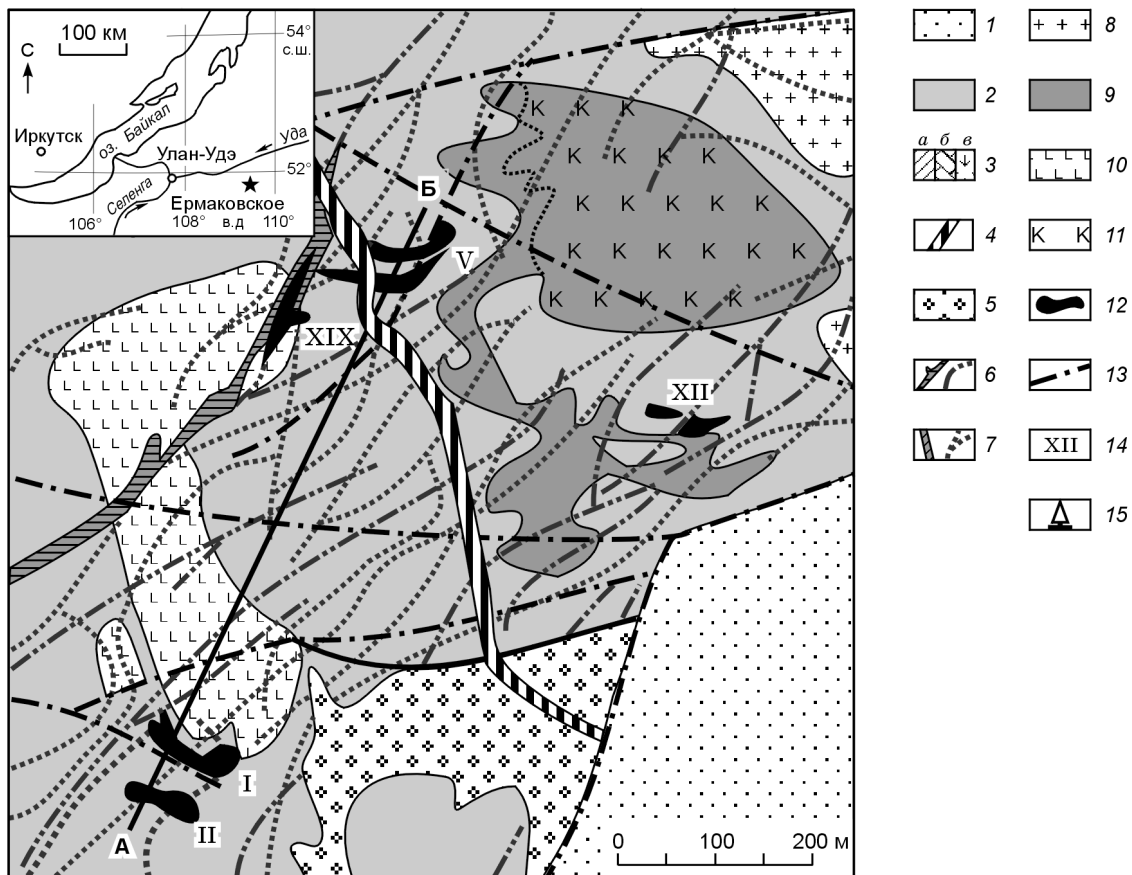 100 км
С
54°
с.ш.
Иркутск
оз. Байкал
Уда
Улан-Удэ
52°
Селенга
Ермаковское
106°
108°
в.д
110°
К К К
К К К
К К К К К
К К К К К К
К К К К К
Б
V
XIX
XII
I
II
А
0 100 200 м
1
2
а б в
3
4
5
6
7
8
9
10
К К
11
12
13
XII
14
15